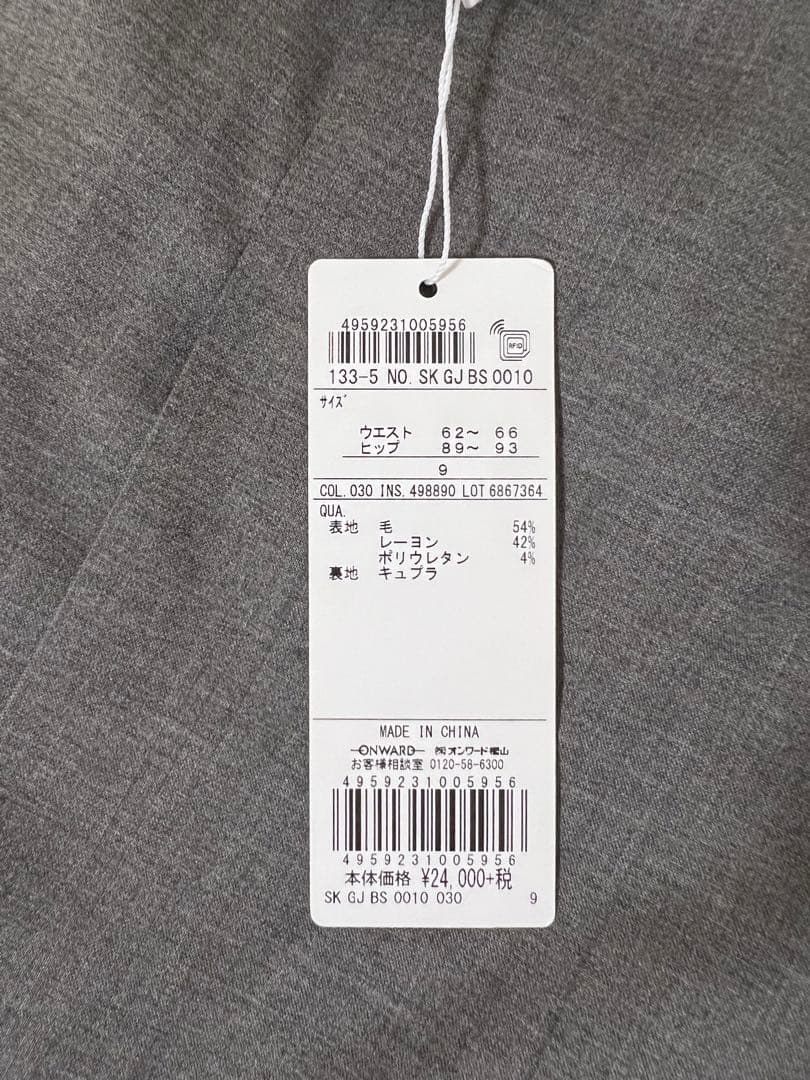 4959231005956
RFID
133-5 NO. SK GJ BS 0010
サイズ
ウエスト 62～ 66
ヒップ 89～ 93
9
COL. 030 INS. 498890 LOT 6867364
QUA.
表地 毛 54%
レーヨン 42%
ポリウレタン 4%
裏地 キュプラ
MADE IN CHINA
ONWARD ㈱オンワード樫山
お客様相談室 0120-58-6300
4959231005956
4959231005956
本体価格 ¥24,000+税
SK GJ BS 0010 030 9